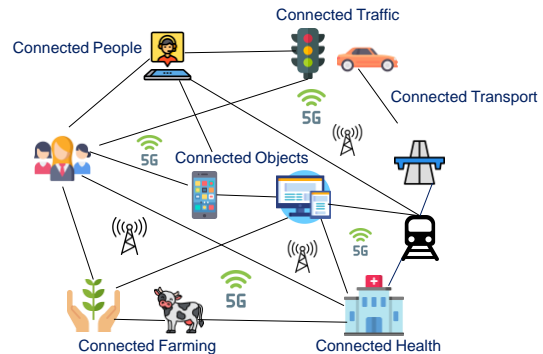 Connected Traffic
Connected People
Connected Transport
5G
5G
Connected Objects
5G
5G
Connected Farming
Connected Health